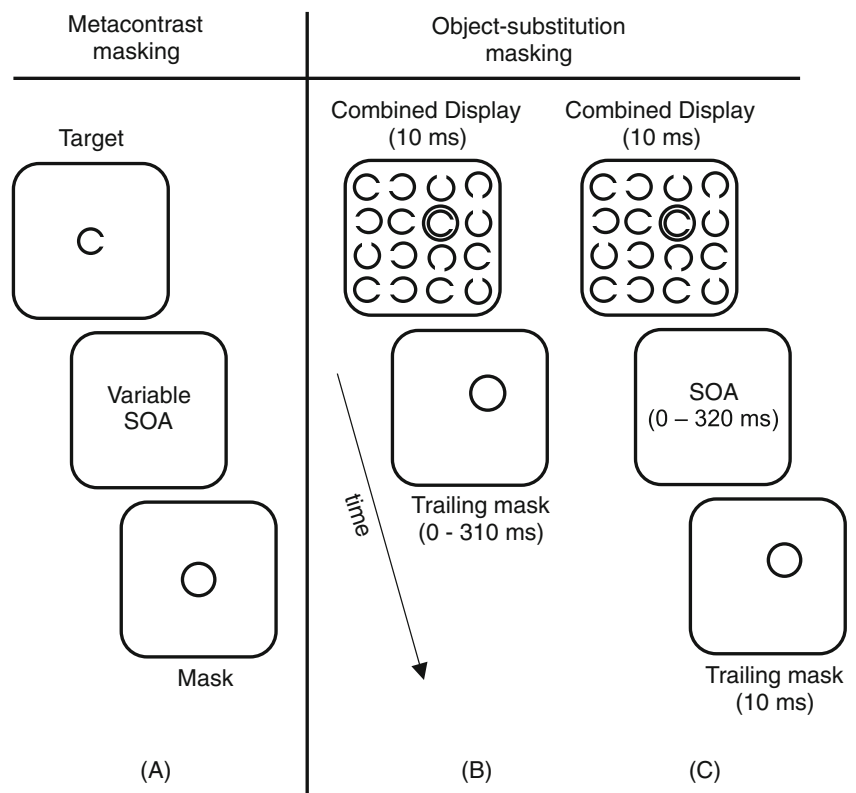 Metacontrast
masking
Object-substitution
masking
Target
Variable
SOA
Mask
(A)
time
Combined Display
(10 ms)
Trailing mask
(0 - 310 ms)
(B)
Combined Display
(10 ms)
SOA
(0 – 320 ms)
Trailing mask
(10 ms)
(C)